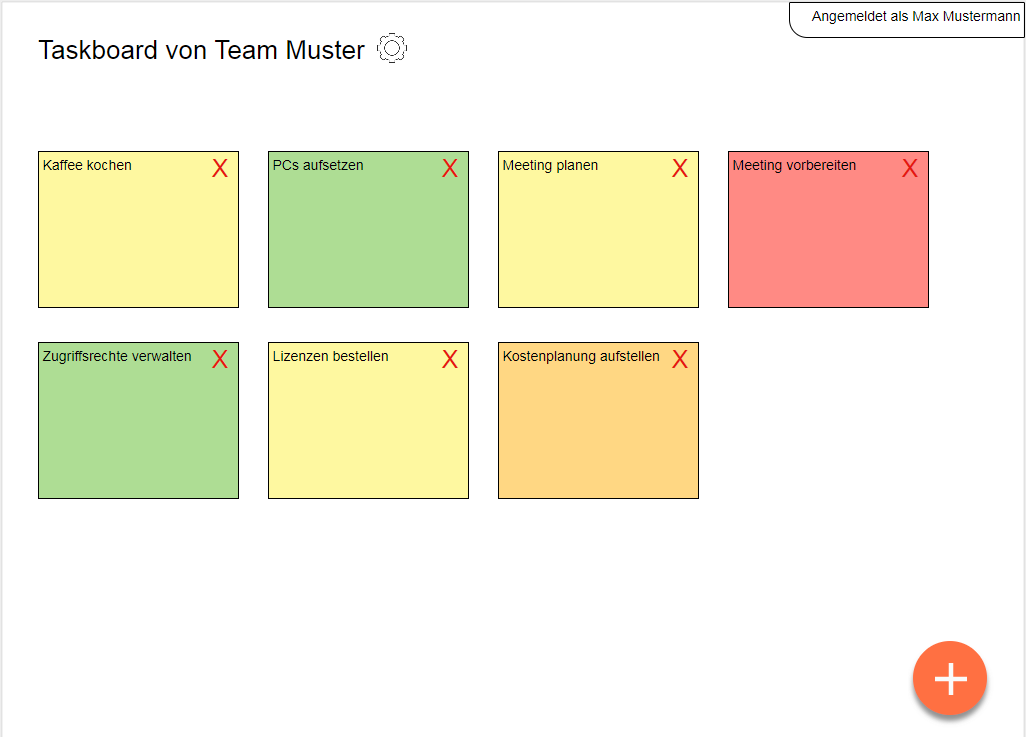 Angemeldet als Max Mustermann
Taskboard von Team Muster
Kaffee kochen X
PCs aufsetzen X
Meeting planen X
Meeting vorbereiten X
Zugriffsrechte verwalten X
Lizenzen bestellen X
Kostenplanung aufstellen X
+